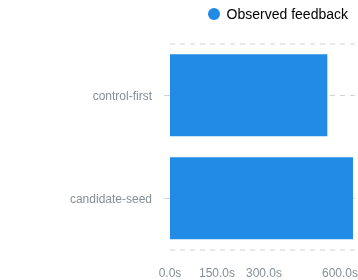 Observed feedback
control-first
candidate-seed
0.0s 150.0s 300.0s 600.0s